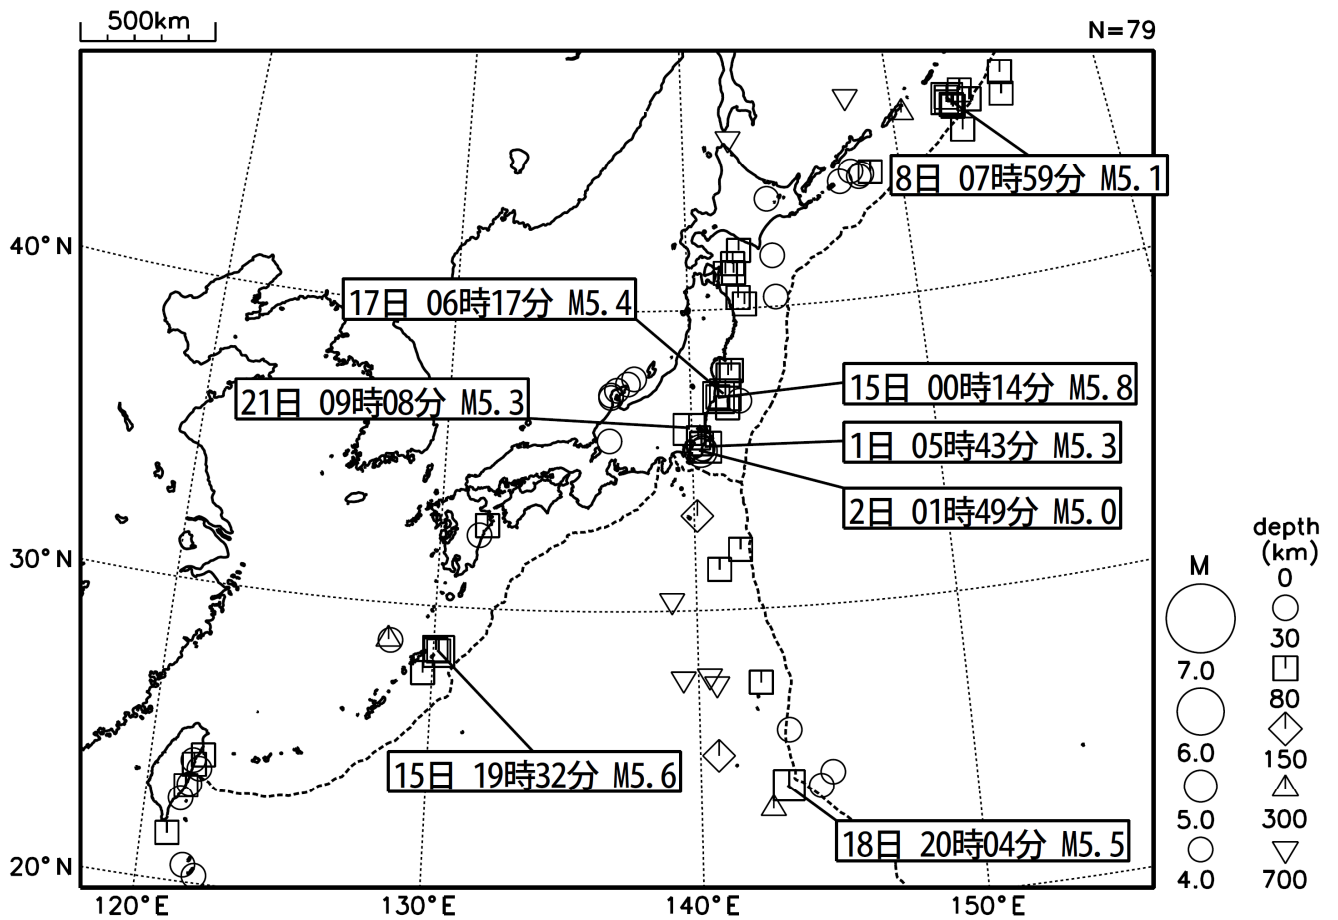 500km
N=79
8日 07時59分 M5.1
40°N
17日 06時17分 M5.4
15日 00時14分 M5.8
21日 09時08分 M5.3
1日 05時43分 M5.3
2日 01時49分 M5.0
30°N
15日 19時32分 M5.6
18日 20時04分 M5.5
20°N
120°E
130°E
140°E
150°E
M
7.0
6.0
5.0
4.0
depth
(km)
0
30
80
150
300
700